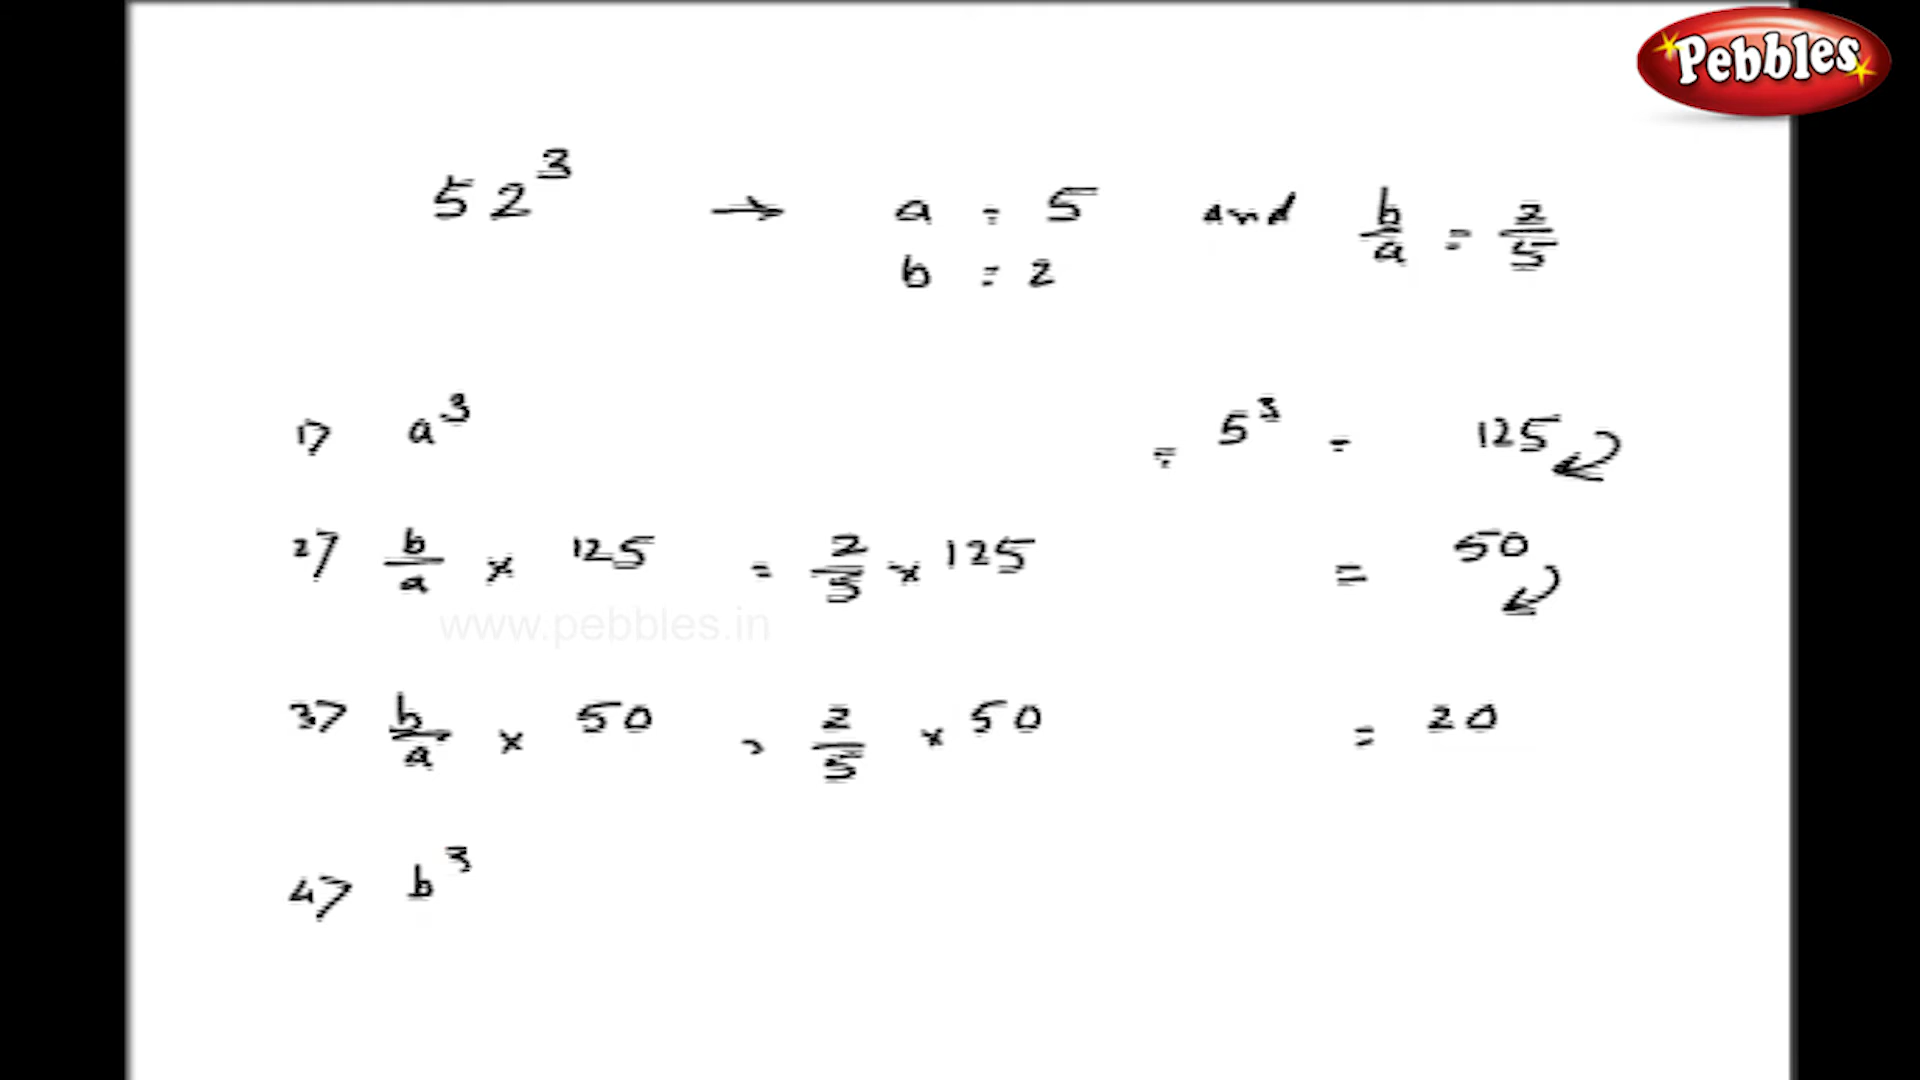 Pebbles
52³ → a = 5 and b/a = 2/5
b = 2
1> a³ = 5³ = 125
2> b/a × 125 = 2/5 × 125 = 50
www.pebbles.in
3> b/a × 50 = 2/5 × 50 = 20
4> b³